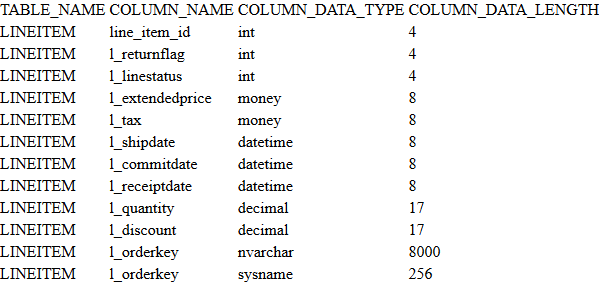 TABLE_NAME COLUMN_NAME COLUMN_DATA_TYPE COLUMN_DATA_LENGTH
LINEITEM line_item_id int 4
LINEITEM l_returnflag int 4
LINEITEM l_linestatus int 4
LINEITEM l_extendedprice money 8
LINEITEM l_tax money 8
LINEITEM l_shipdate datetime 8
LINEITEM l_commitdate datetime 8
LINEITEM l_receiptdate datetime 8
LINEITEM l_quantity decimal 17
LINEITEM l_discount decimal 17
LINEITEM l_orderkey nvarchar 8000
LINEITEM l_orderkey sysname 256